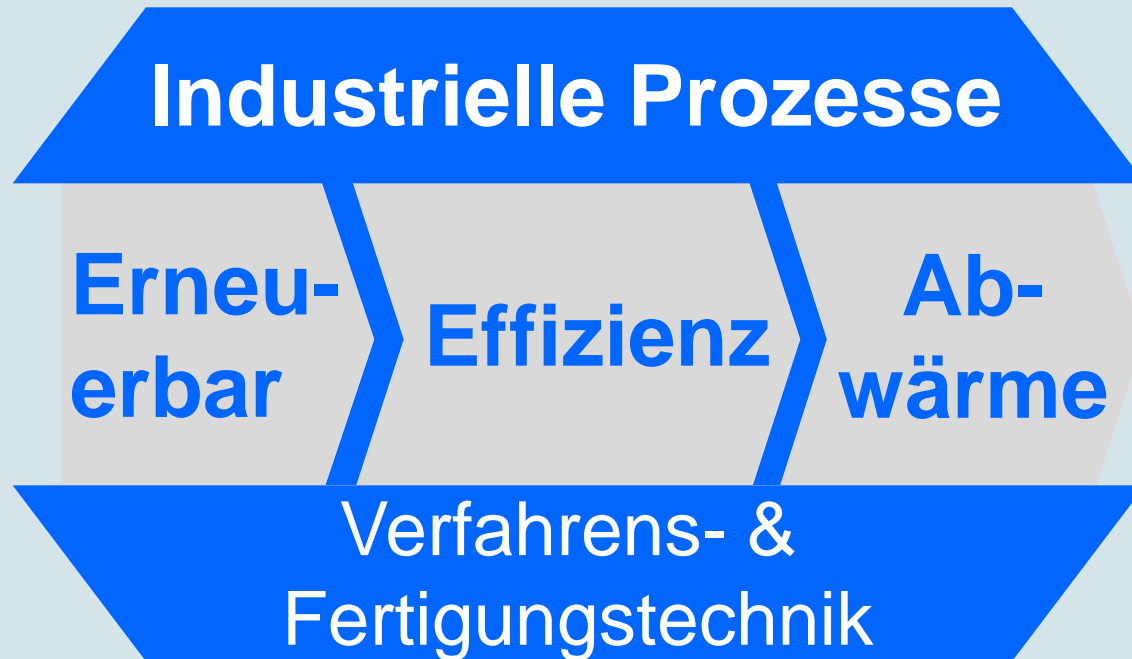 Industrielle Prozesse
Erneu-
erbar
Effizienz
Ab-
wärme
Verfahrens- &
Fertigungstechnik